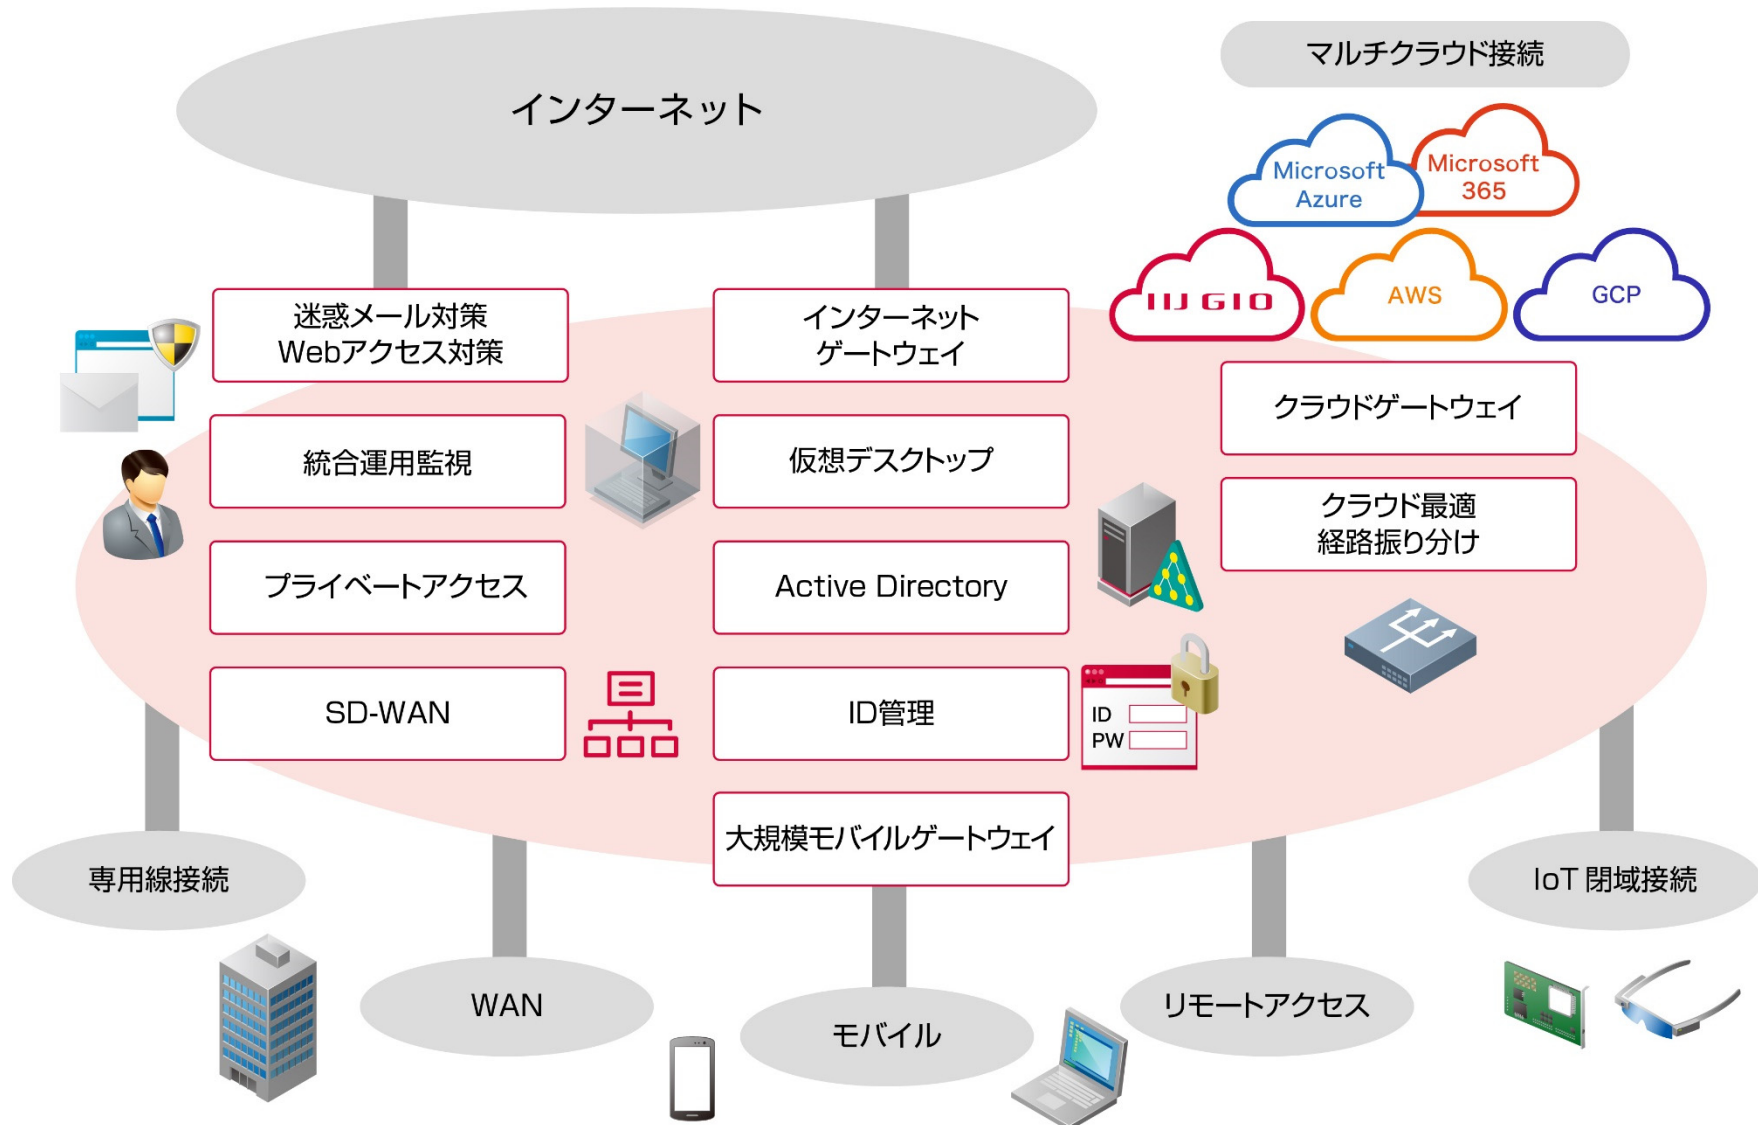 インターネット
マルチクラウド接続
Microsoft
Azure
Microsoft
365
IIJ GIO
AWS
GCP
迷惑メール対策
Webアクセス対策
インターネット
ゲートウェイ
クラウドゲートウェイ
統合運用監視
仮想デスクトップ
クラウド最適
経路振り分け
プライベートアクセス
Active Directory
SD-WAN
ID管理
ID
PW
大規模モバイルゲートウェイ
専用線接続
IoT 閉域接続
WAN
モバイル
リモートアクセス